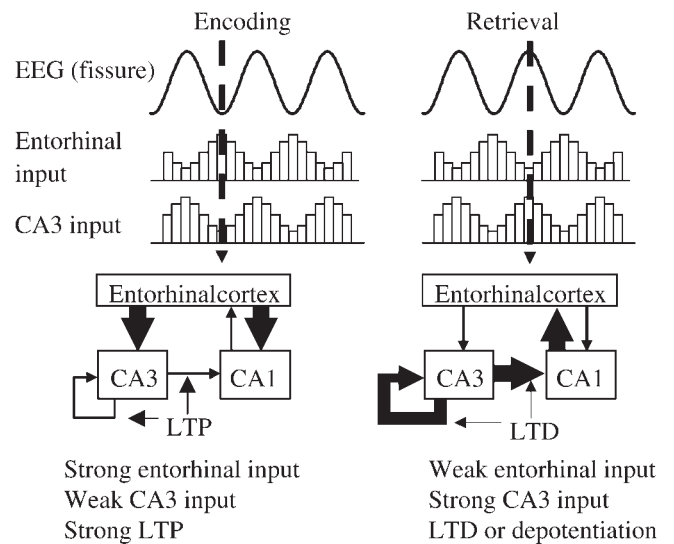 Encoding
Retrieval
EEG (fissure)
Entorhinal
input
CA3 input
Entorhinalcortex
Entorhinalcortex
CA3
CA1
CA3
CA1
LTP
LTD
Strong entorhinal input
Weak CA3 input
Strong LTP
Weak entorhinal input
Strong CA3 input
LTD or depotentiation